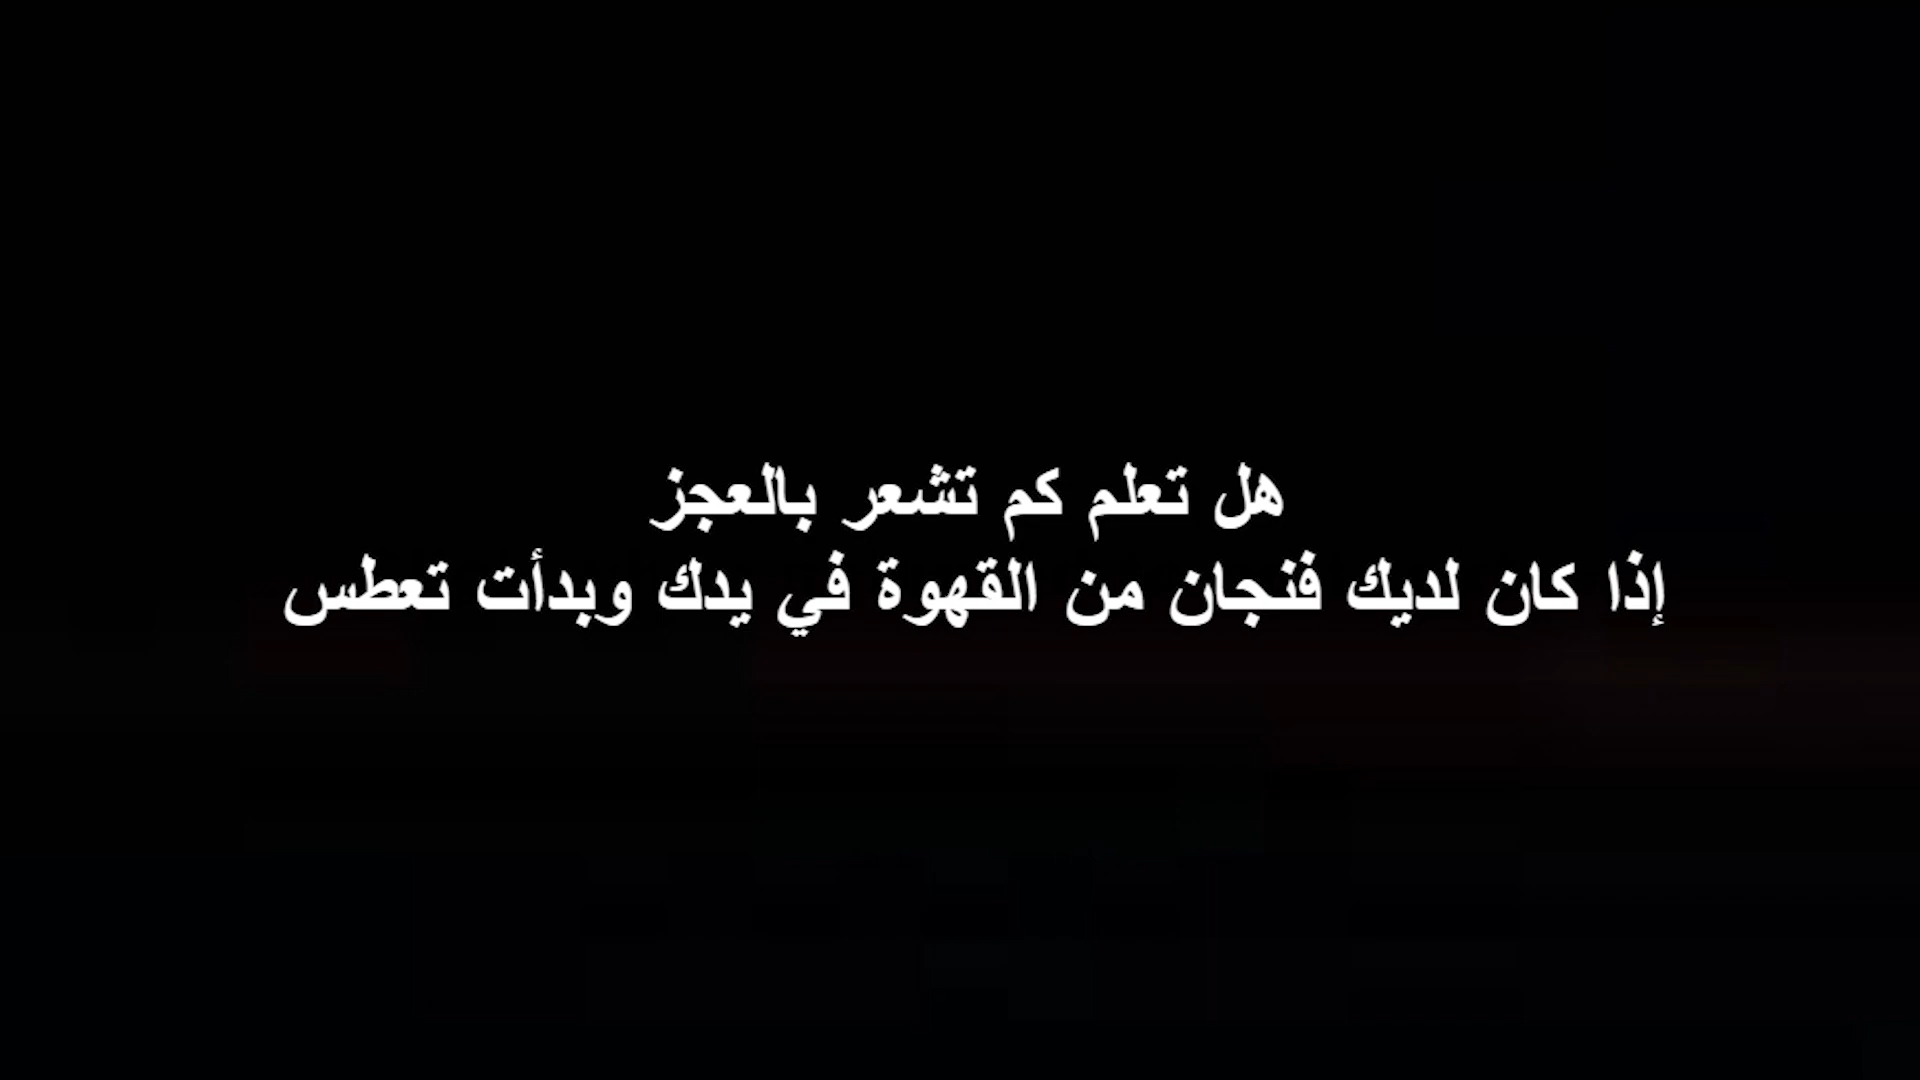 هل تعلم كم تشعر بالعجز
إذا كان لديك فنجان من القهوة في يدك وبدأت تعطس